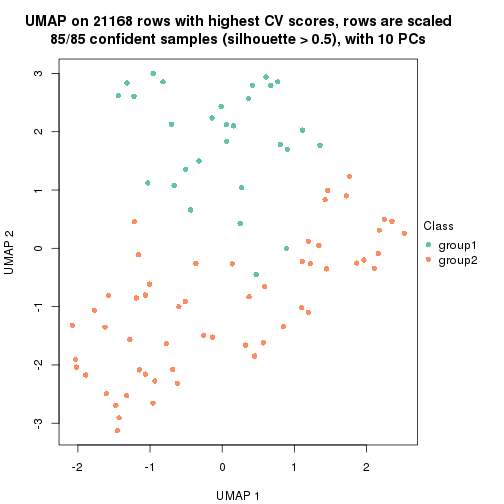 UMAP on 21168 rows with highest CV scores, rows are scaled
85/85 confident samples (silhouette > 0.5), with 10 PCs
3
2
1
0
-1
-2
-3
UMAP 2
-2
-1
0
1
2
UMAP 1
Class
group1
group2